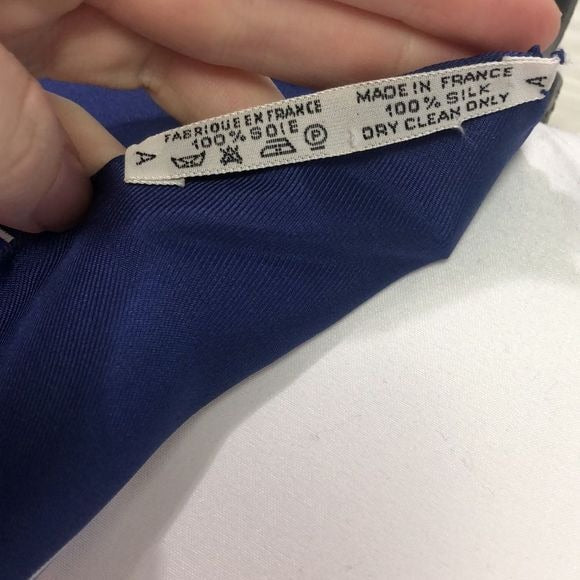 A
FABRIQUE EN FRANCE
100% SOIE
P
MADE IN FRANCE
100% SILK
DRY CLEAN ONLY
A